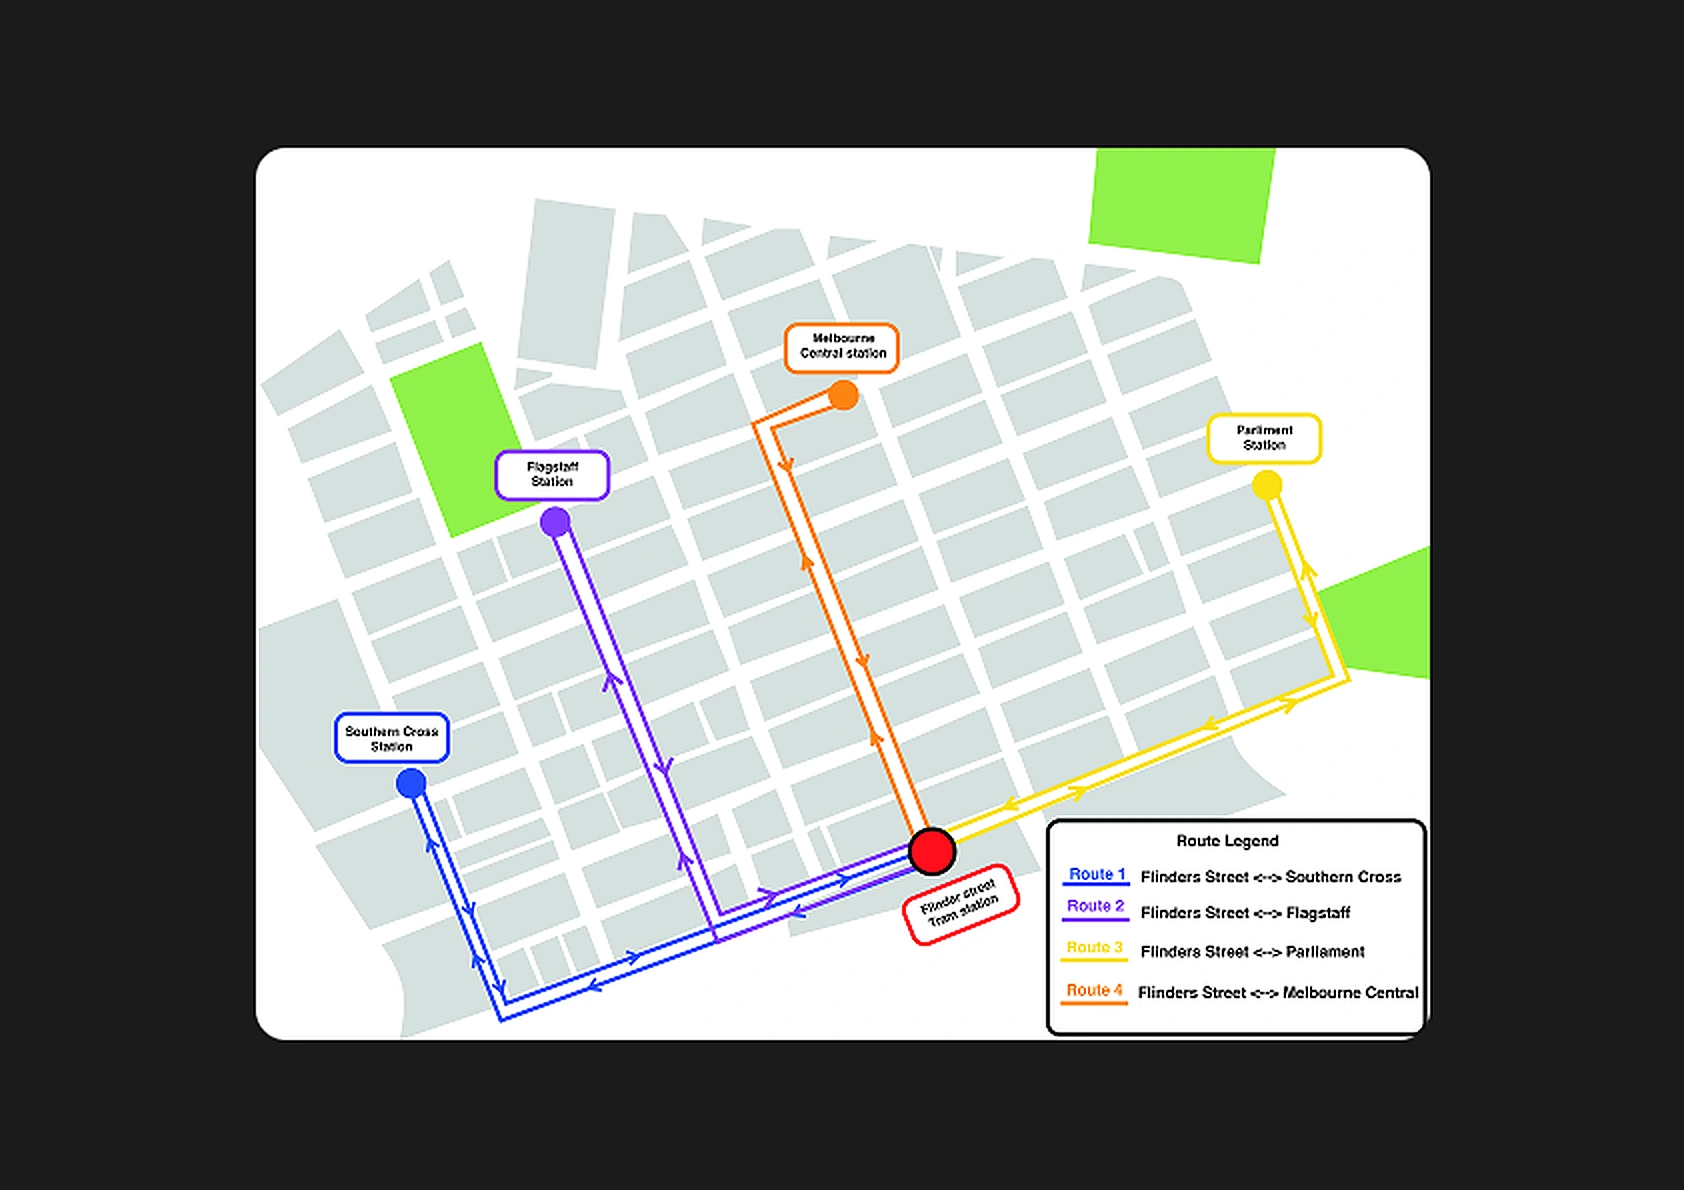 Melbourne
Central station
Parliment
Station
Flagstaff
Station
Southern Cross
Station
Flinder street
Tram station
Route Legend
Route 1 Flinders Street <--> Southern Cross
Route 2 Flinders Street <--> Flagstaff
Route 3 Flinders Street <--> Parliament
Route 4 Flinders Street <--> Melbourne Central